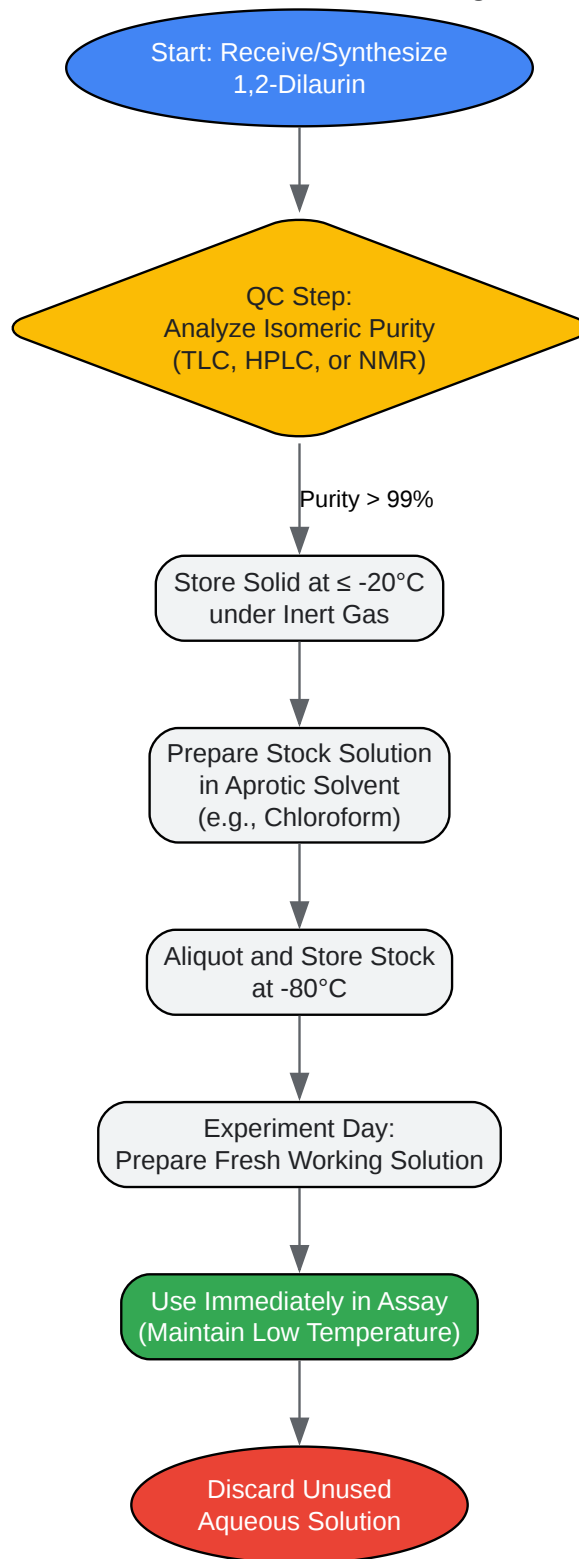 Start: Receive/Synthesize
1,2-Dilaurin
QC Step:
Analyze Isomeric Purity
(TLC, HPLC, or NMR)
Purity > 99%
Store Solid at ≤ -20°C
under Inert Gas
Prepare Stock Solution
in Aprotic Solvent
(e.g., Chloroform)
Aliquot and Store Stock
at -80°C
Experiment Day:
Prepare Fresh Working Solution
Use Immediately in Assay
(Maintain Low Temperature)
Discard Unused
Aqueous Solution